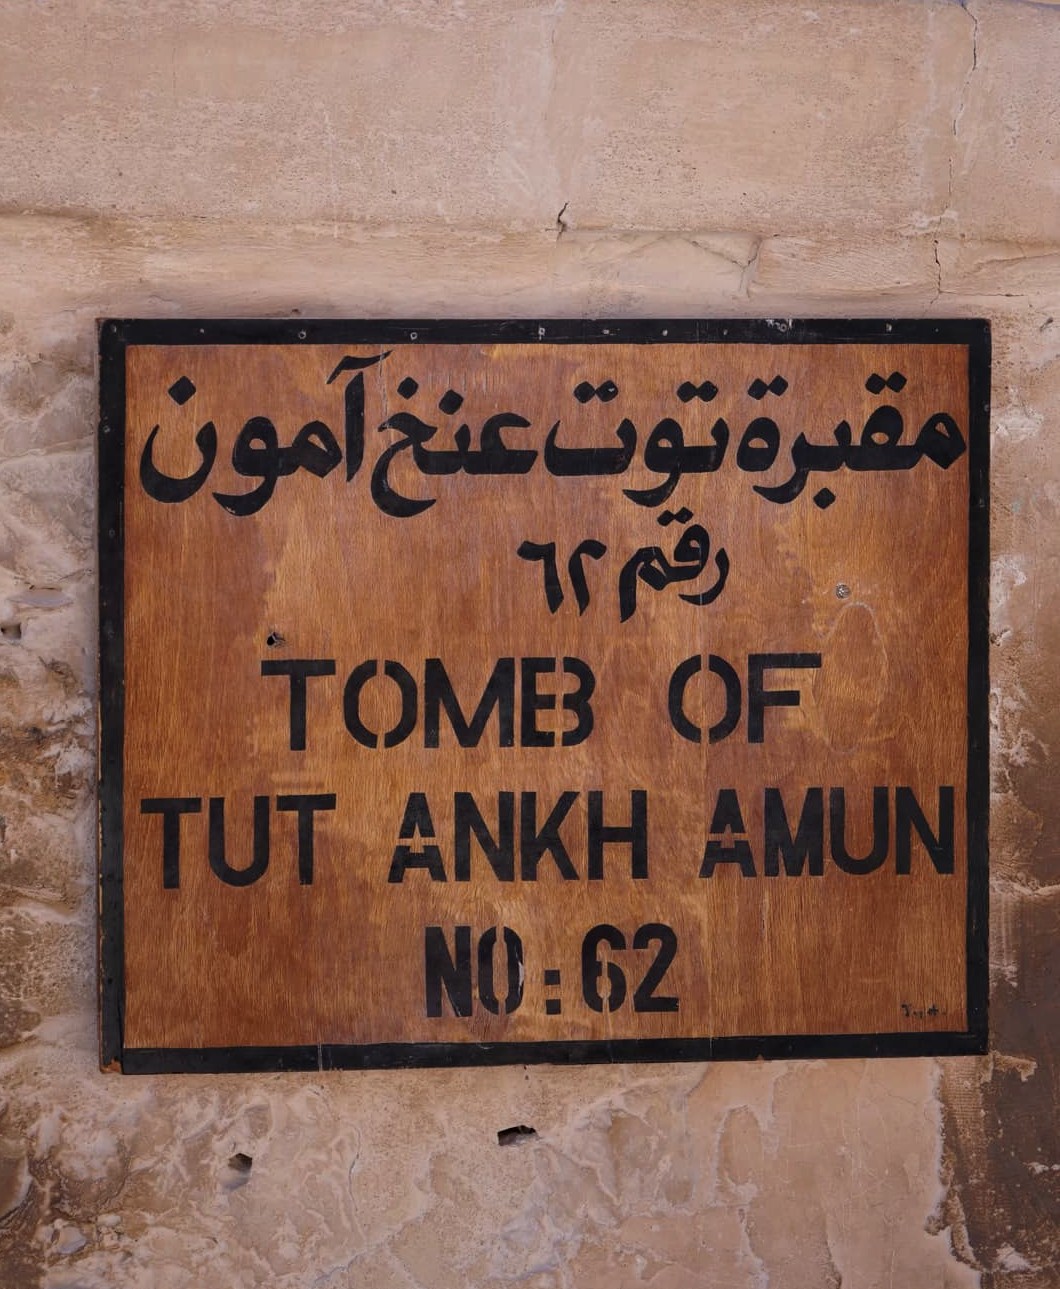 مقبرة توت عنخ آمون
رقم ٦٢
TOMB OF
TUT ANKH AMUN
NO: 62